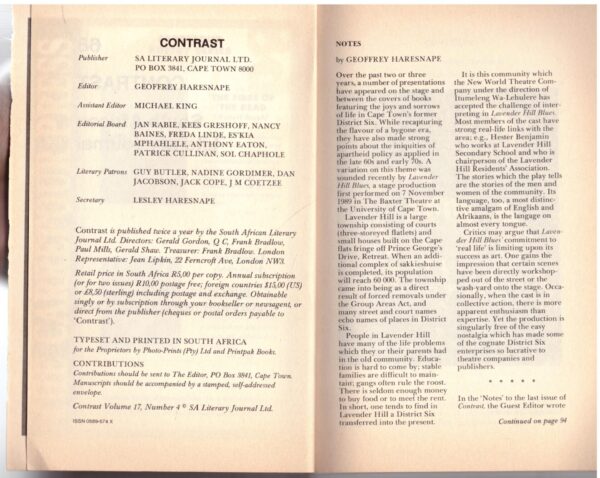 CONTRAST
Publisher SA LITERARY JOURNAL LTD.
PO BOX 3841, CAPE TOWN 8000
Editor GEOFFREY HARESNAPE
Assistant Editor MICHAEL KING
Editorial Board JAN RABIE, KEES GRESHOFF, NANCY
BAINES, FREDA LINDE, ES'KIA
MPHAHLELE, ANTHONY EATON,
PATRICK CULLINAN, SOL CHAPHOLE
Literary Patrons GUY BUTLER, NADINE GORDIMER, DAN
JACOBSON, JACK COPE, J M COETZEE
Secretary LESLEY HARESNAPE
Contrast is published twice a year by the South African Literary
Journal Ltd. Directors: Gerald Gordon, Q C, Frank Bradlow,
Paul Mills, Gerald Shaw. Treasurer: Frank Bradlow. London
Representative: Jean Lipkin, 22 Ferncroft Ave, London NW3.
Retail price in South Africa R5,00 per copy. Annual subscription
(or for two issues) R10,00 postage free; foreign countries $15,00 (US)
or £8,50 (sterling) including postage and exchange. Obtainable
singly or by subscription through your bookseller or newsagent, or
direct from the publisher (cheques or postal orders payable to
'Contrast').
TYPESET AND PRINTED IN SOUTH AFRICA
for the Proprietors by Photo-Prints (Pty) Ltd and Printpak Books.
CONTRIBUTIONS
Contributions should be sent to The Editor, PO Box 3841, Cape Town.
Manuscripts should be accompanied by a stamped, self-addressed
envelope.
Contrast Volume 17, Number 4 © SA Literary Journal Ltd.
ISSN 0589-574 X
NOTES
by GEOFFREY HARESNAPE
Over the past two or three
years, a number of presentations
have appeared on the stage and
between the covers of books
featuring the joys and sorrows
of life in Cape Town's former
District Six. While recapturing
the flavour of a bygone era,
they have also made strong
points about the iniquities of
apartheid policy as applied in
the late 60s and early 70s. A
variation on this theme was
sounded recently by Lavender
Hill Blues, a stage production
first performed on 7 November
1989 in The Baxter Theatre at
the University of Cape Town.
Lavender Hill is a large
township consisting of courts
(three-storeyed flatlets) and
small houses built on the Cape
flats fringe off Prince George's
Drive, Retreat. When an addi-
tional complex of sakkieshuise
is completed, its population
will reach 60 000. The township
came into being as a direct
result of forced removals under
the Group Areas Act, and
many street and court names
echo names of places in District
Six.
People in Lavender Hill
have many of the life problems
which they or their parents had
in the old community. Educa-
tion is hard to come by; stable
families are difficult to main-
tain; gangs often rule the roost.
There is seldom enough money
to buy food or to meet the rent.
In short, one tends to find in
Lavender Hill a District Six
transferred into the present.
It is this community which
the New World Theatre Com-
pany under the direction of
Itumeleng Wa-Lehulere has
accepted the challenge of inter-
preting in Lavender Hill Blues.
Most members of the cast have
strong real-life links with the
area; e.g., Hester Benjamin
who works at Lavender Hill
Secondary School and who is
chairperson of the Lavender
Hill Residents' Association.
The stories which the play tells
are the stories of the men and
women of the community. Its
language, too, a most distinc-
tive amalgam of English and
Afrikaans, is the langage on
almost every tongue.
Critics may argue that Laven-
der Hill Blues' commitment to
'real life' is limiting upon its
success as art. One gains the
impression that certain scenes
have been directly workshop-
ped out of the street or the
wash-yard onto the stage. Occa-
sionally, when the cast is in
collective action, there is more
apparent enthusiasm than
expertise. Yet the production is
singularly free of the easy
nostalgia which has made some
of the cognate District Six
enterprises so lucrative to
theatre companies and
publishers.
* * * * *
In the 'Notes' to the last issue of
Contrast, the Guest Editor wrote
Continued on page 94